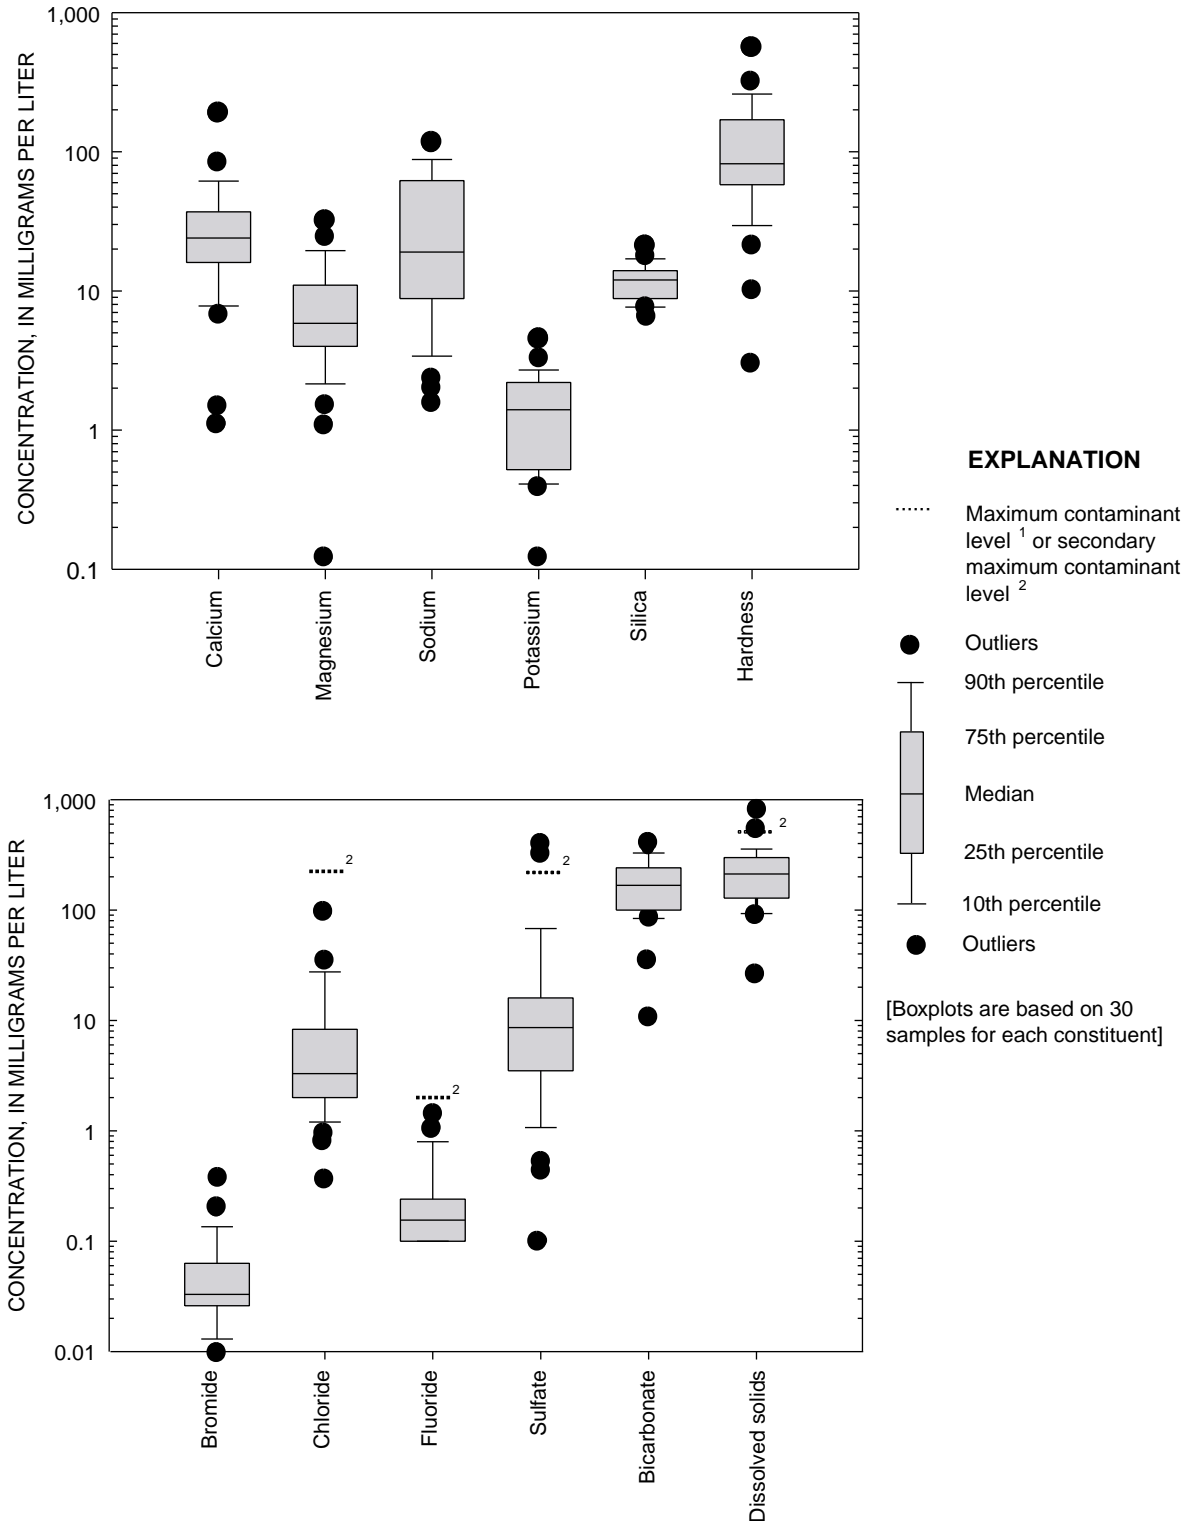 CONCENTRATION, IN MILLIGRAMS PER LITER
1,000
100
10
1
0.1
Calcium
Magnesium
Sodium
Potassium
Silica
Hardness
EXPLANATION
Maximum contaminant
level 1 or secondary
maximum contaminant
level 2
Outliers
90th percentile
75th percentile
Median
25th percentile
10th percentile
Outliers
[Boxplots are based on 30
samples for each constituent]
CONCENTRATION, IN MILLIGRAMS PER LITER
1,000
100
10
1
0.1
0.01
2
2
2
2
Bromide
Chloride
Fluoride
Sulfate
Bicarbonate
Dissolved solids